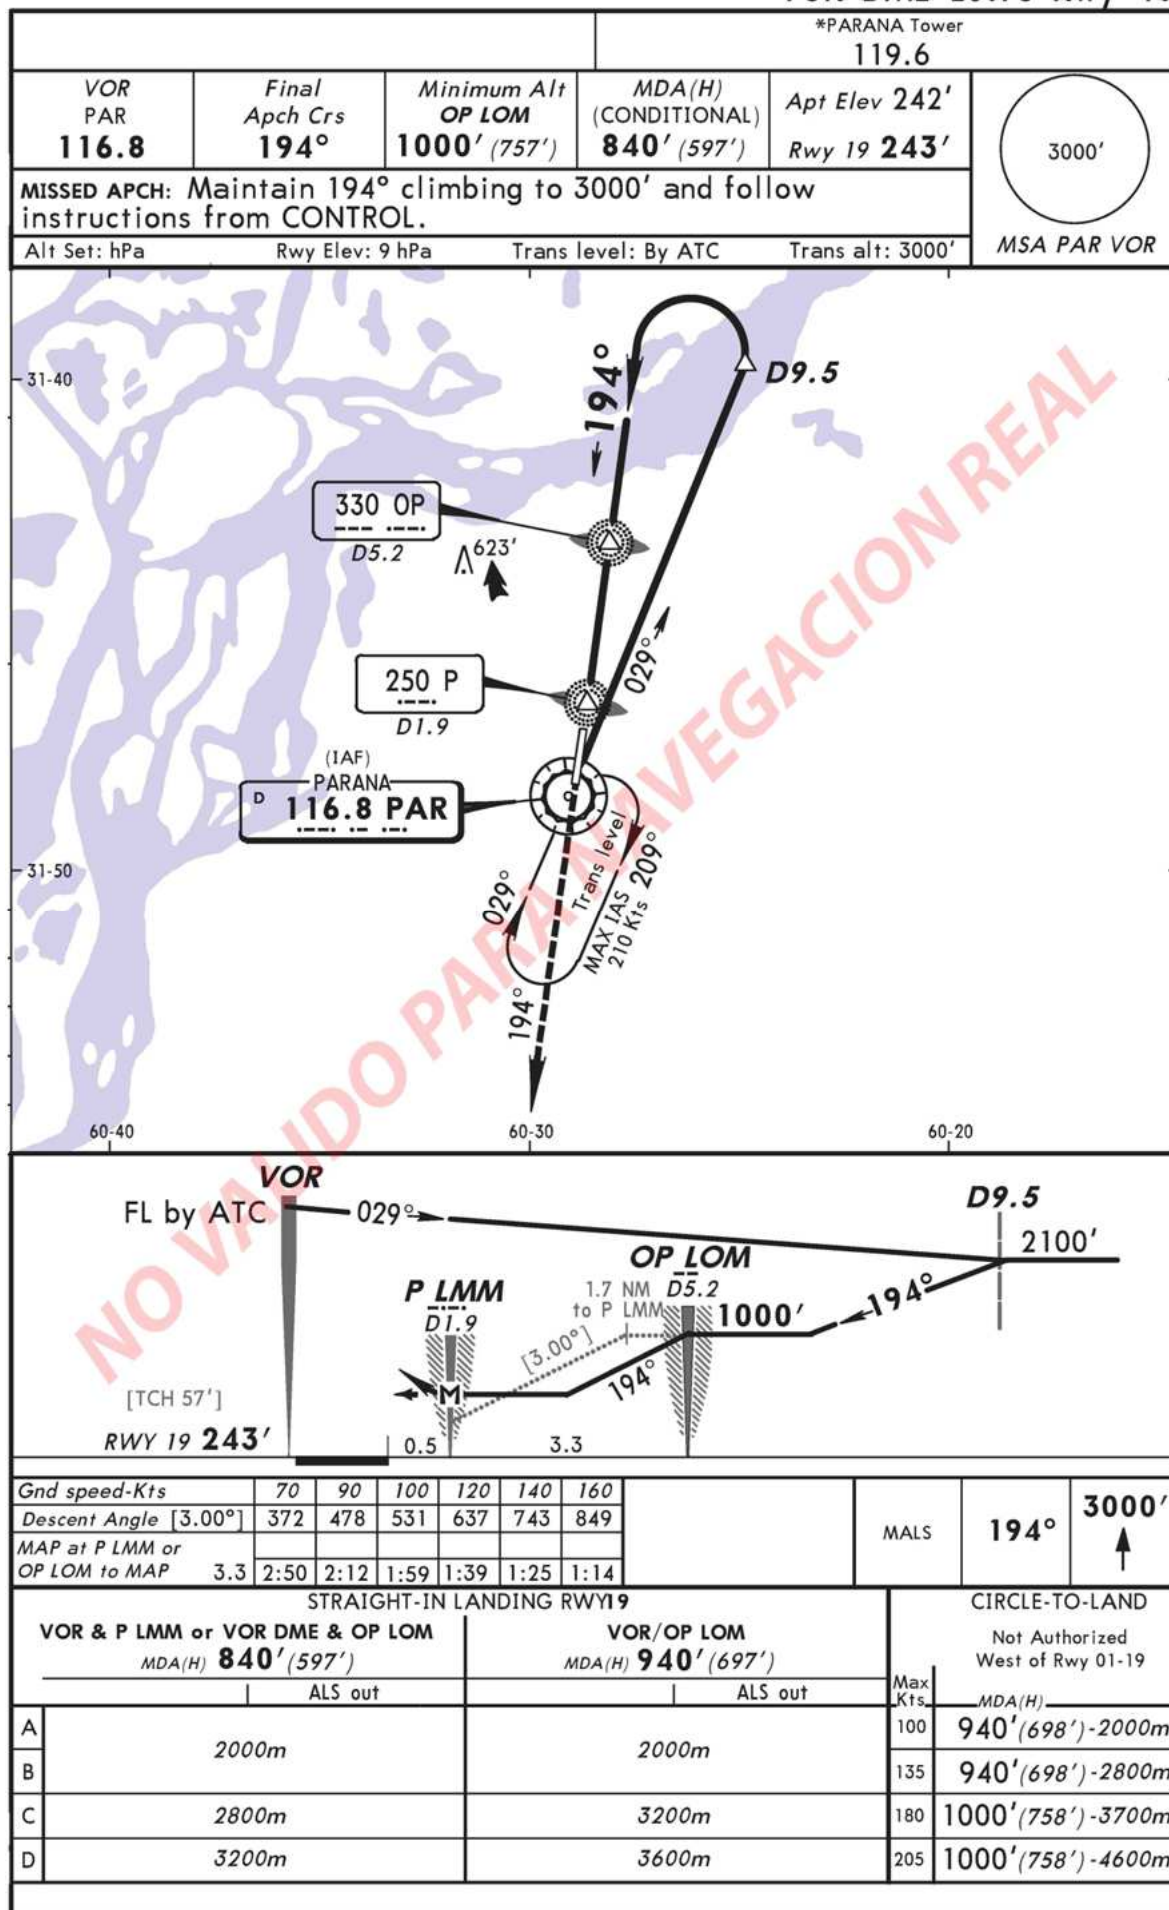 *PARANA Tower
119.6
VOR
PAR
116.8
Final
Apch Crs
194°
Minimum Alt
OP LOM
1000' (757')
MDA(H)
(CONDITIONAL)
840' (597')
Apt Elev 242'
Rwy 19 243'
3000'
MSA PAR VOR
MISSED APCH: Maintain 194° climbing to 3000' and follow
instructions from CONTROL.
Alt Set: hPa Rwy Elev: 9 hPa Trans level: By ATC Trans alt: 3000'
31-40
194°
D9.5
330 OP
D5.2
623'
029°
250 P
D1.9
(IAF)
PARANA
D 116.8 PAR
31-50
Trans level
209°
MAX IAS
210 Kts
029°
194°
60-40 60-30 60-20
NO VALIDO PARA NAVEGACION REAL
VOR
FL by ATC
029°
D9.5
2100'
OP LOM
D5.2
P LMM
D1.9
1.7 NM
to P LMM
1000'
194°
[3.00°]
194°
M
[TCH 57']
RWY 19 243'
0.5 3.3
Gnd speed-Kts 70 90 100 120 140 160
Descent Angle [3.00°] 372 478 531 637 743 849
MAP at P LMM or
OP LOM to MAP 3.3 2:50 2:12 1:59 1:39 1:25 1:14
MALS 194° 3000'
STRAIGHT-IN LANDING RWY19
VOR & P LMM or VOR DME & OP LOM
MDA(H) 840' (597')
ALS out
VOR/OP LOM
MDA(H) 940' (697')
ALS out
CIRCLE-TO-LAND
Not Authorized
West of Rwy 01-19
Max
Kts MDA(H)
A 2000m 2000m 100 940' (698')-2000m
B 135 940' (698')-2800m
C 2800m 3200m 180 1000' (758')-3700m
D 3200m 3600m 205 1000' (758')-4600m